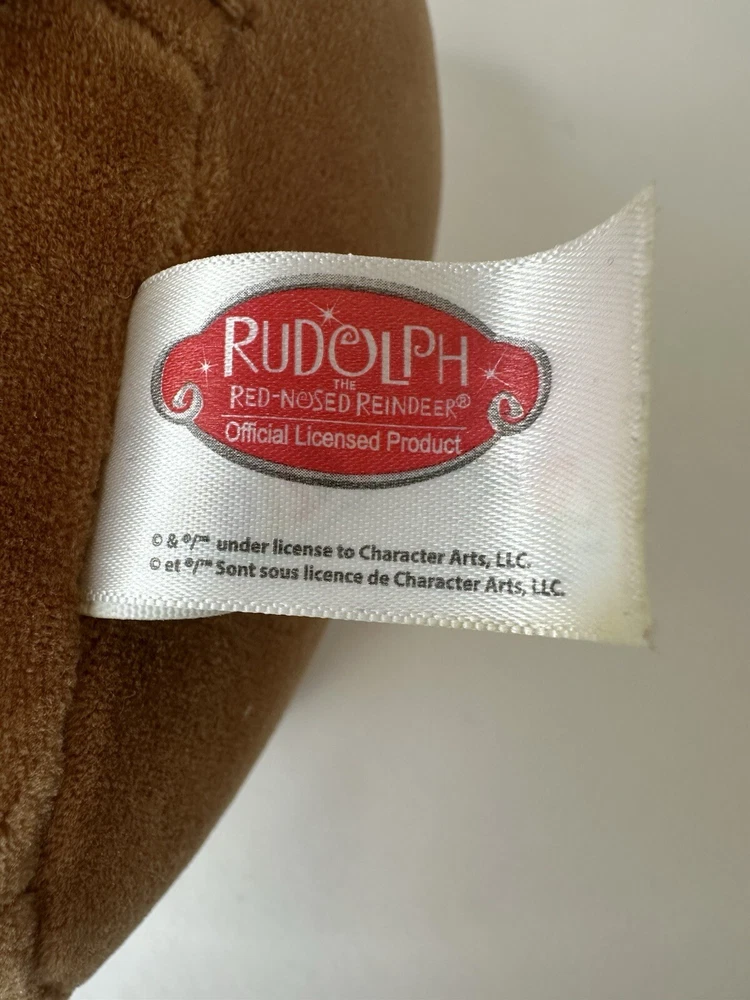 RUDOLPH
THE
RED-NOSED REINDEER®
Official Licensed Product
© & ®/™ under license to Character Arts, LLC.
© et ®/™ Sont sous licence de Character Arts, LLC.